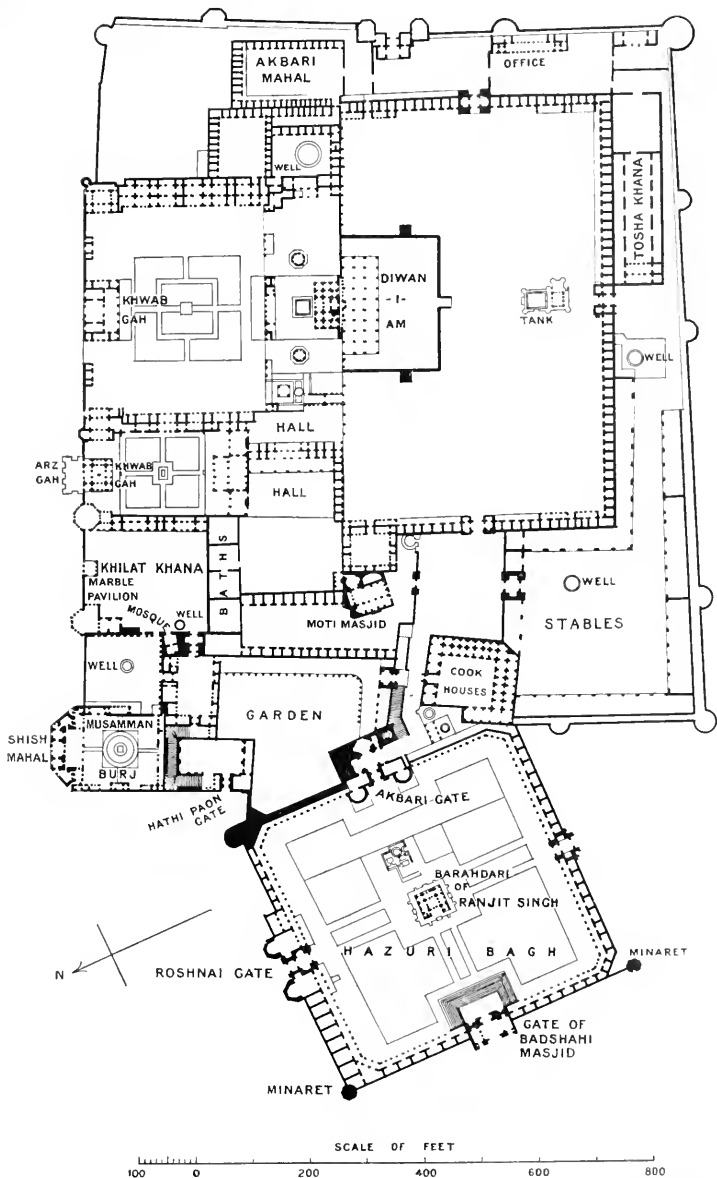 AKBARI
MAHAL
OFFICE
WELL
TOSHA KHANA
KHWAB
GAH
DIWAN
-I-
AM
TANK
WELL
HALL
ARZ
GAH
KHWAB
GAH
HALL
KHILAT KHANA
MARBLE
PAVILION
BATHS
WELL
STABLES
MOSQUE
WELL
MOTI MASJID
WELL
COOK
HOUSES
GARDEN
SHISH
MAHAL
MUSAMMAN
BURJ
HATHI PAON
GATE
AKBARI GATE
BARAHDARI
OF
RANJIT SINGH
HAZURI BAGH
N
ROSHNAI GATE
MINARET
GATE OF
BADSHAHI
MASJID
MINARET
SCALE OF FEET
100 0 200 400 600 800